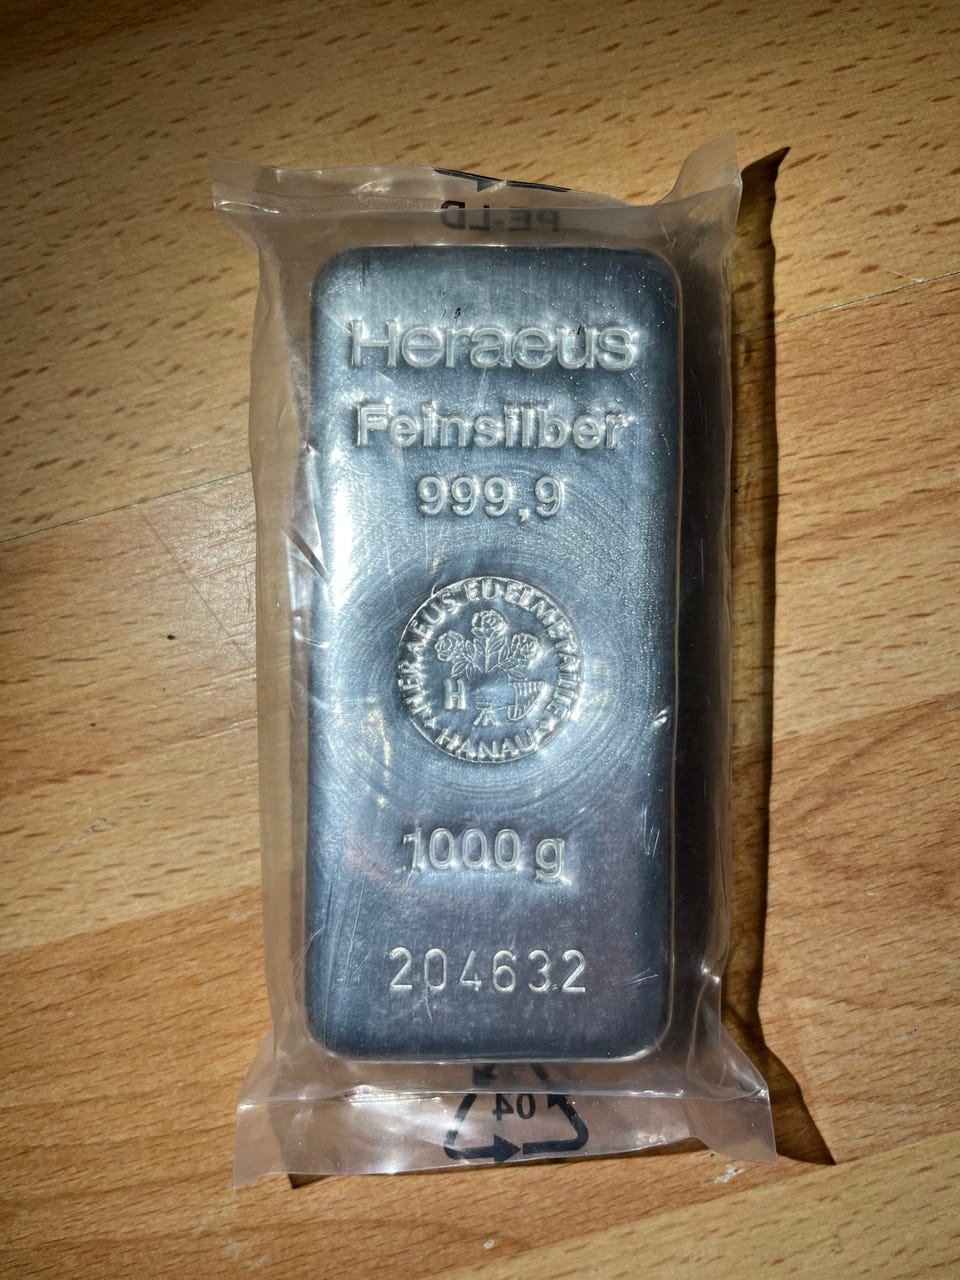 PE-LD
Heraeus
Feinsilber
999,9
HERAEUS EDELMETALLE
HANAU
H
1000 g
204632
04